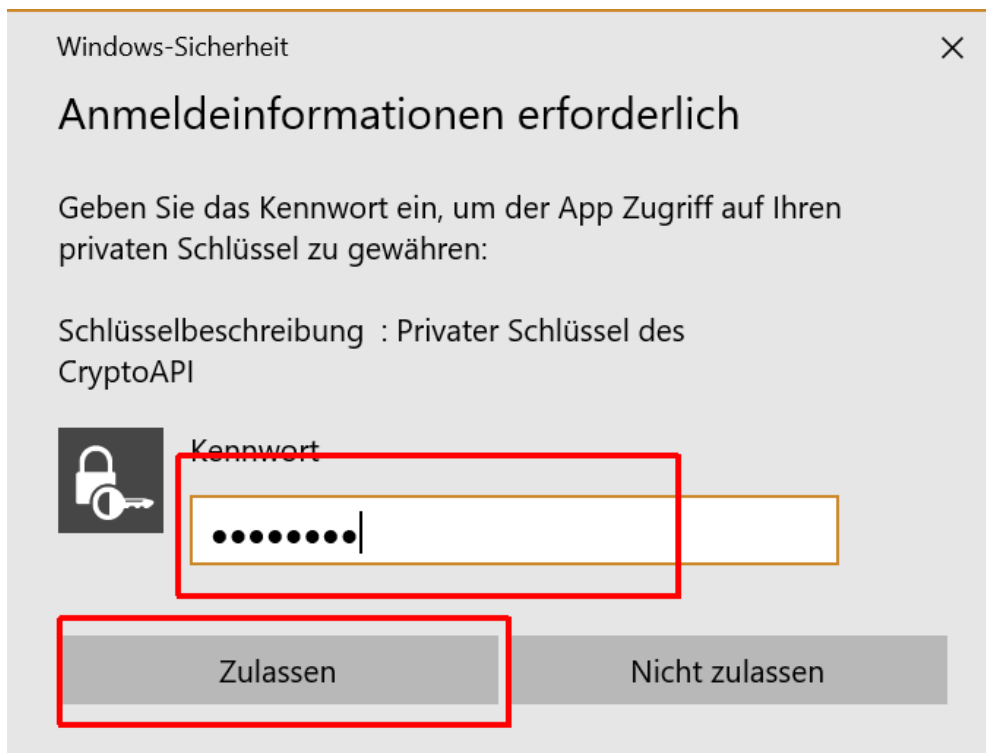 Windows-Sicherheit
Anmeldeinformationen erforderlich
Geben Sie das Kennwort ein, um der App Zugriff auf Ihren
privaten Schlüssel zu gewähren:
Schlüsselbeschreibung : Privater Schlüssel des
CryptoAPI
Kennwort
••••••••
Zulassen
Nicht zulassen